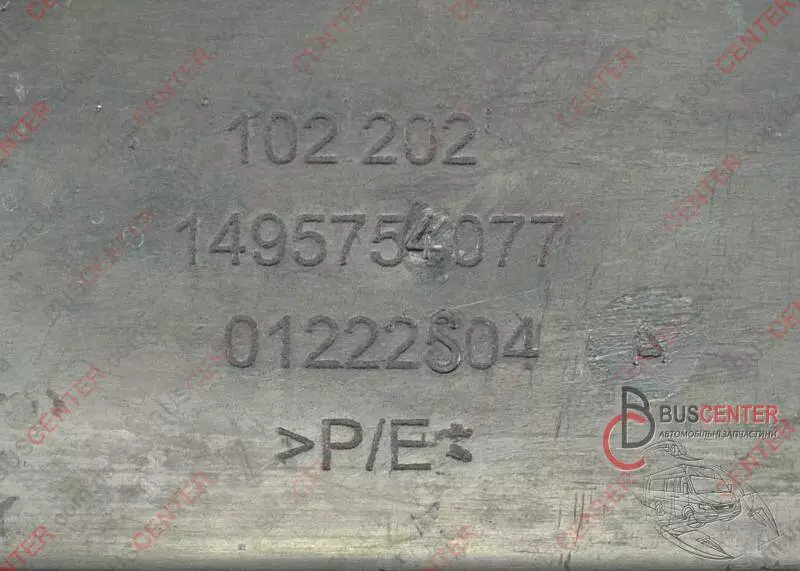 102 202
1495754077
01222S04
A
>P/E<
BUSCENTER
АВТОМОБІЛЬНІ ЗАПЧАСТИНИ